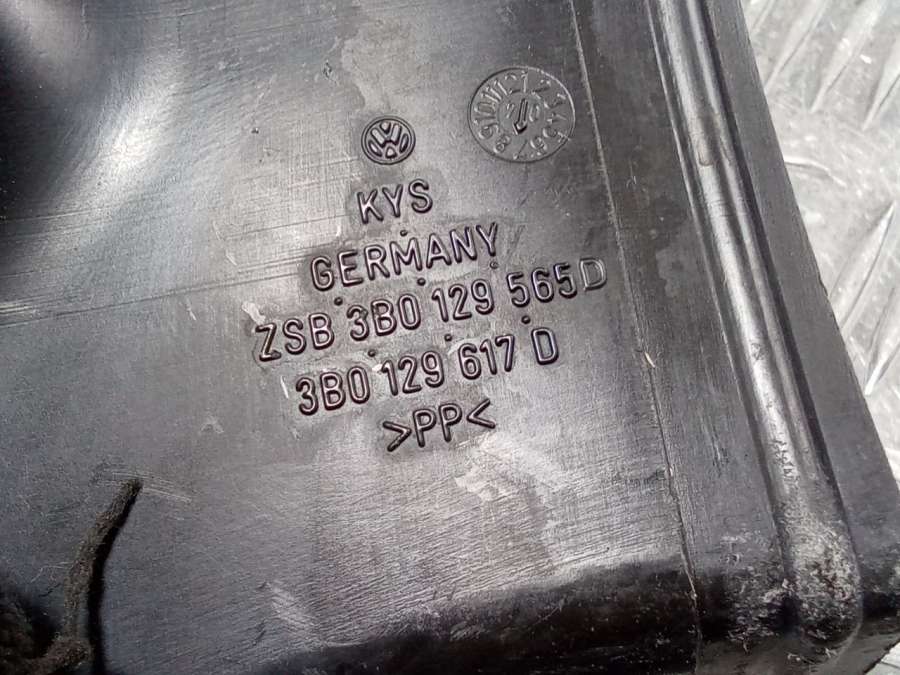 KYS
GERMANY
ZSB 3B0 129 565D
3B0 129 617 D
>PP<